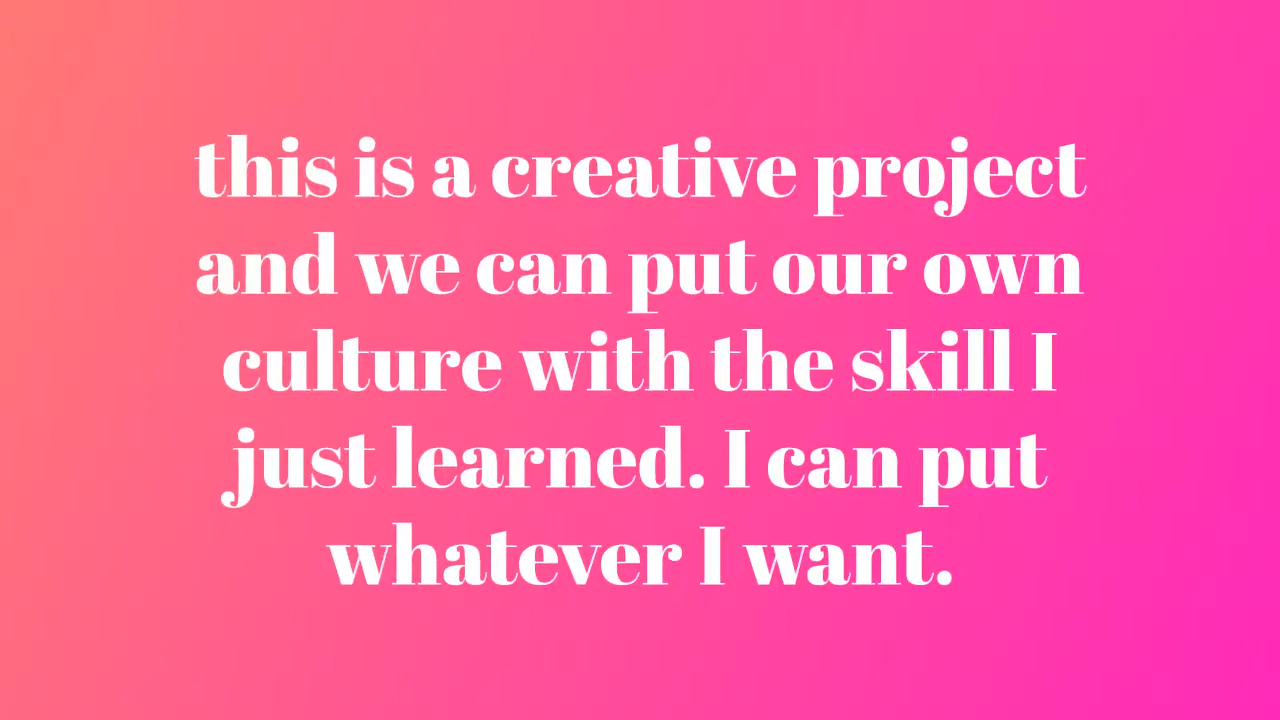 this is a creative project
and we can put our own
culture with the skill I
just learned. I can put
whatever I want.